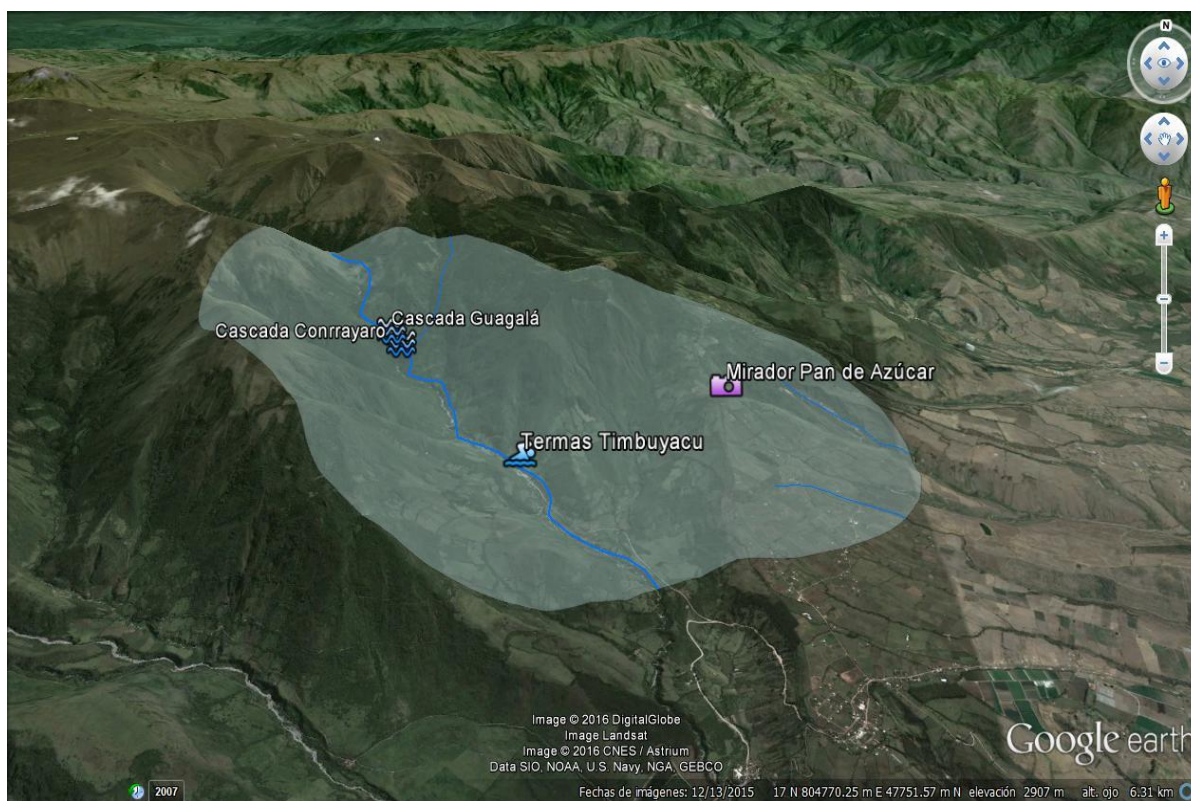 N
Cascada Guagalá
Cascada Conrrayaro
Mirador Pan de Azúcar
Termas Timbuyacu
Image © 2016 DigitalGlobe
Image Landsat
Image © 2016 CNES / Astrium
Data SIO, NOAA, U.S. Navy, NGA, GEBCO
Google earth
2007
Fechas de imágenes: 12/13/2015 17 N 804770.25 m E 47751.57 m N elevación 2907 m alt. ojo 6.31 km